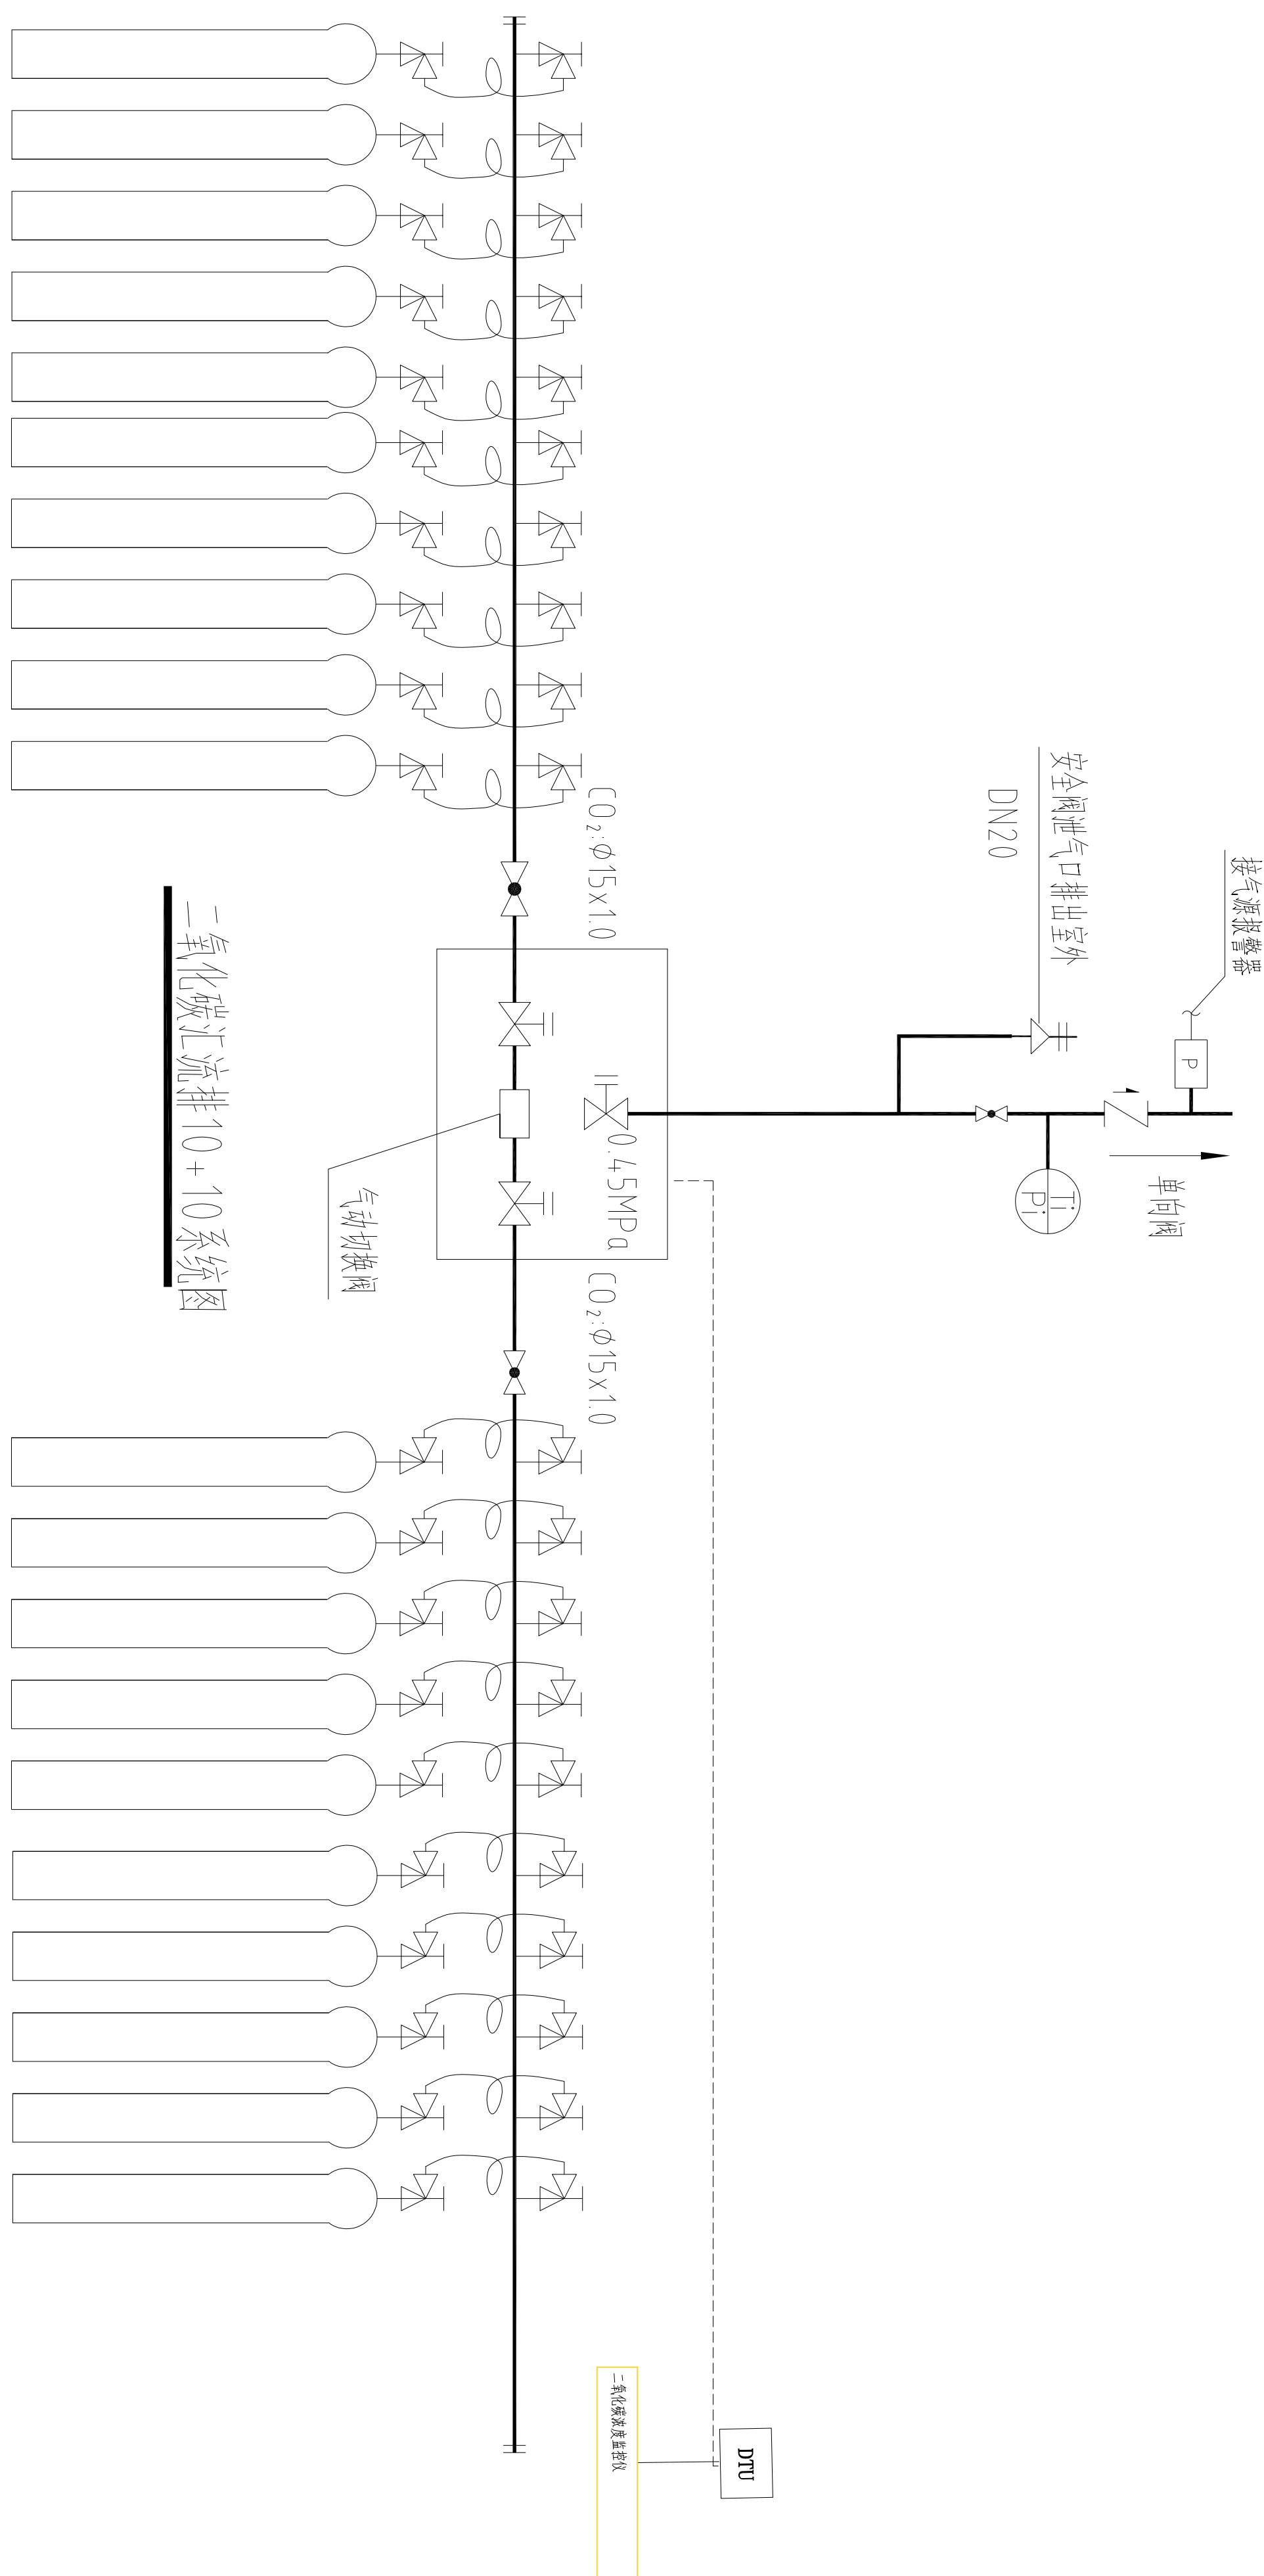 接气源报警器
P
安全阀泄气口排出室外
DN20
单向阀
Ti
Pi
CO₂:Ø15x1.0
0.45MPa
CO₂:Ø15x1.0
气动切换阀
DTU
二氧化碳浓度监控仪
二氧化碳汇流排10+10系统图